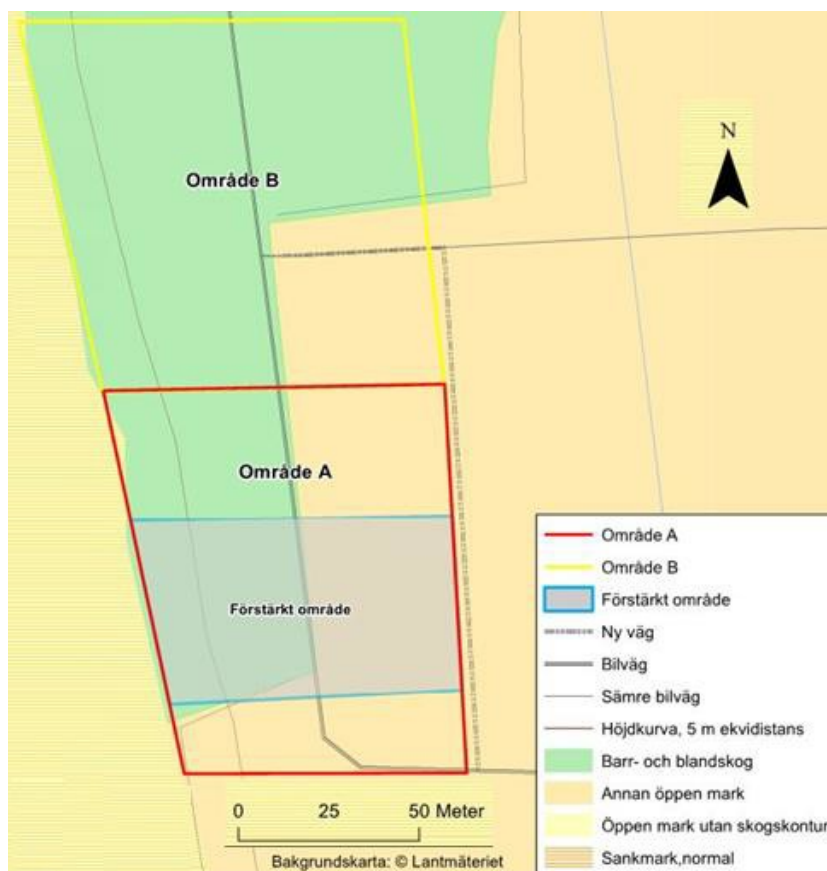 Område B
N
Område A
Förstärkt område
0 25 50 Meter
Bakgrundskarta: © Lantmäteriet
Område A
Område B
Förstärkt område
Ny väg
Bilväg
Sämre bilväg
Höjdkurva, 5 m ekvidistans
Barr- och blandskog
Annan öppen mark
Öppen mark utan skogskontur
Sankmark,normal